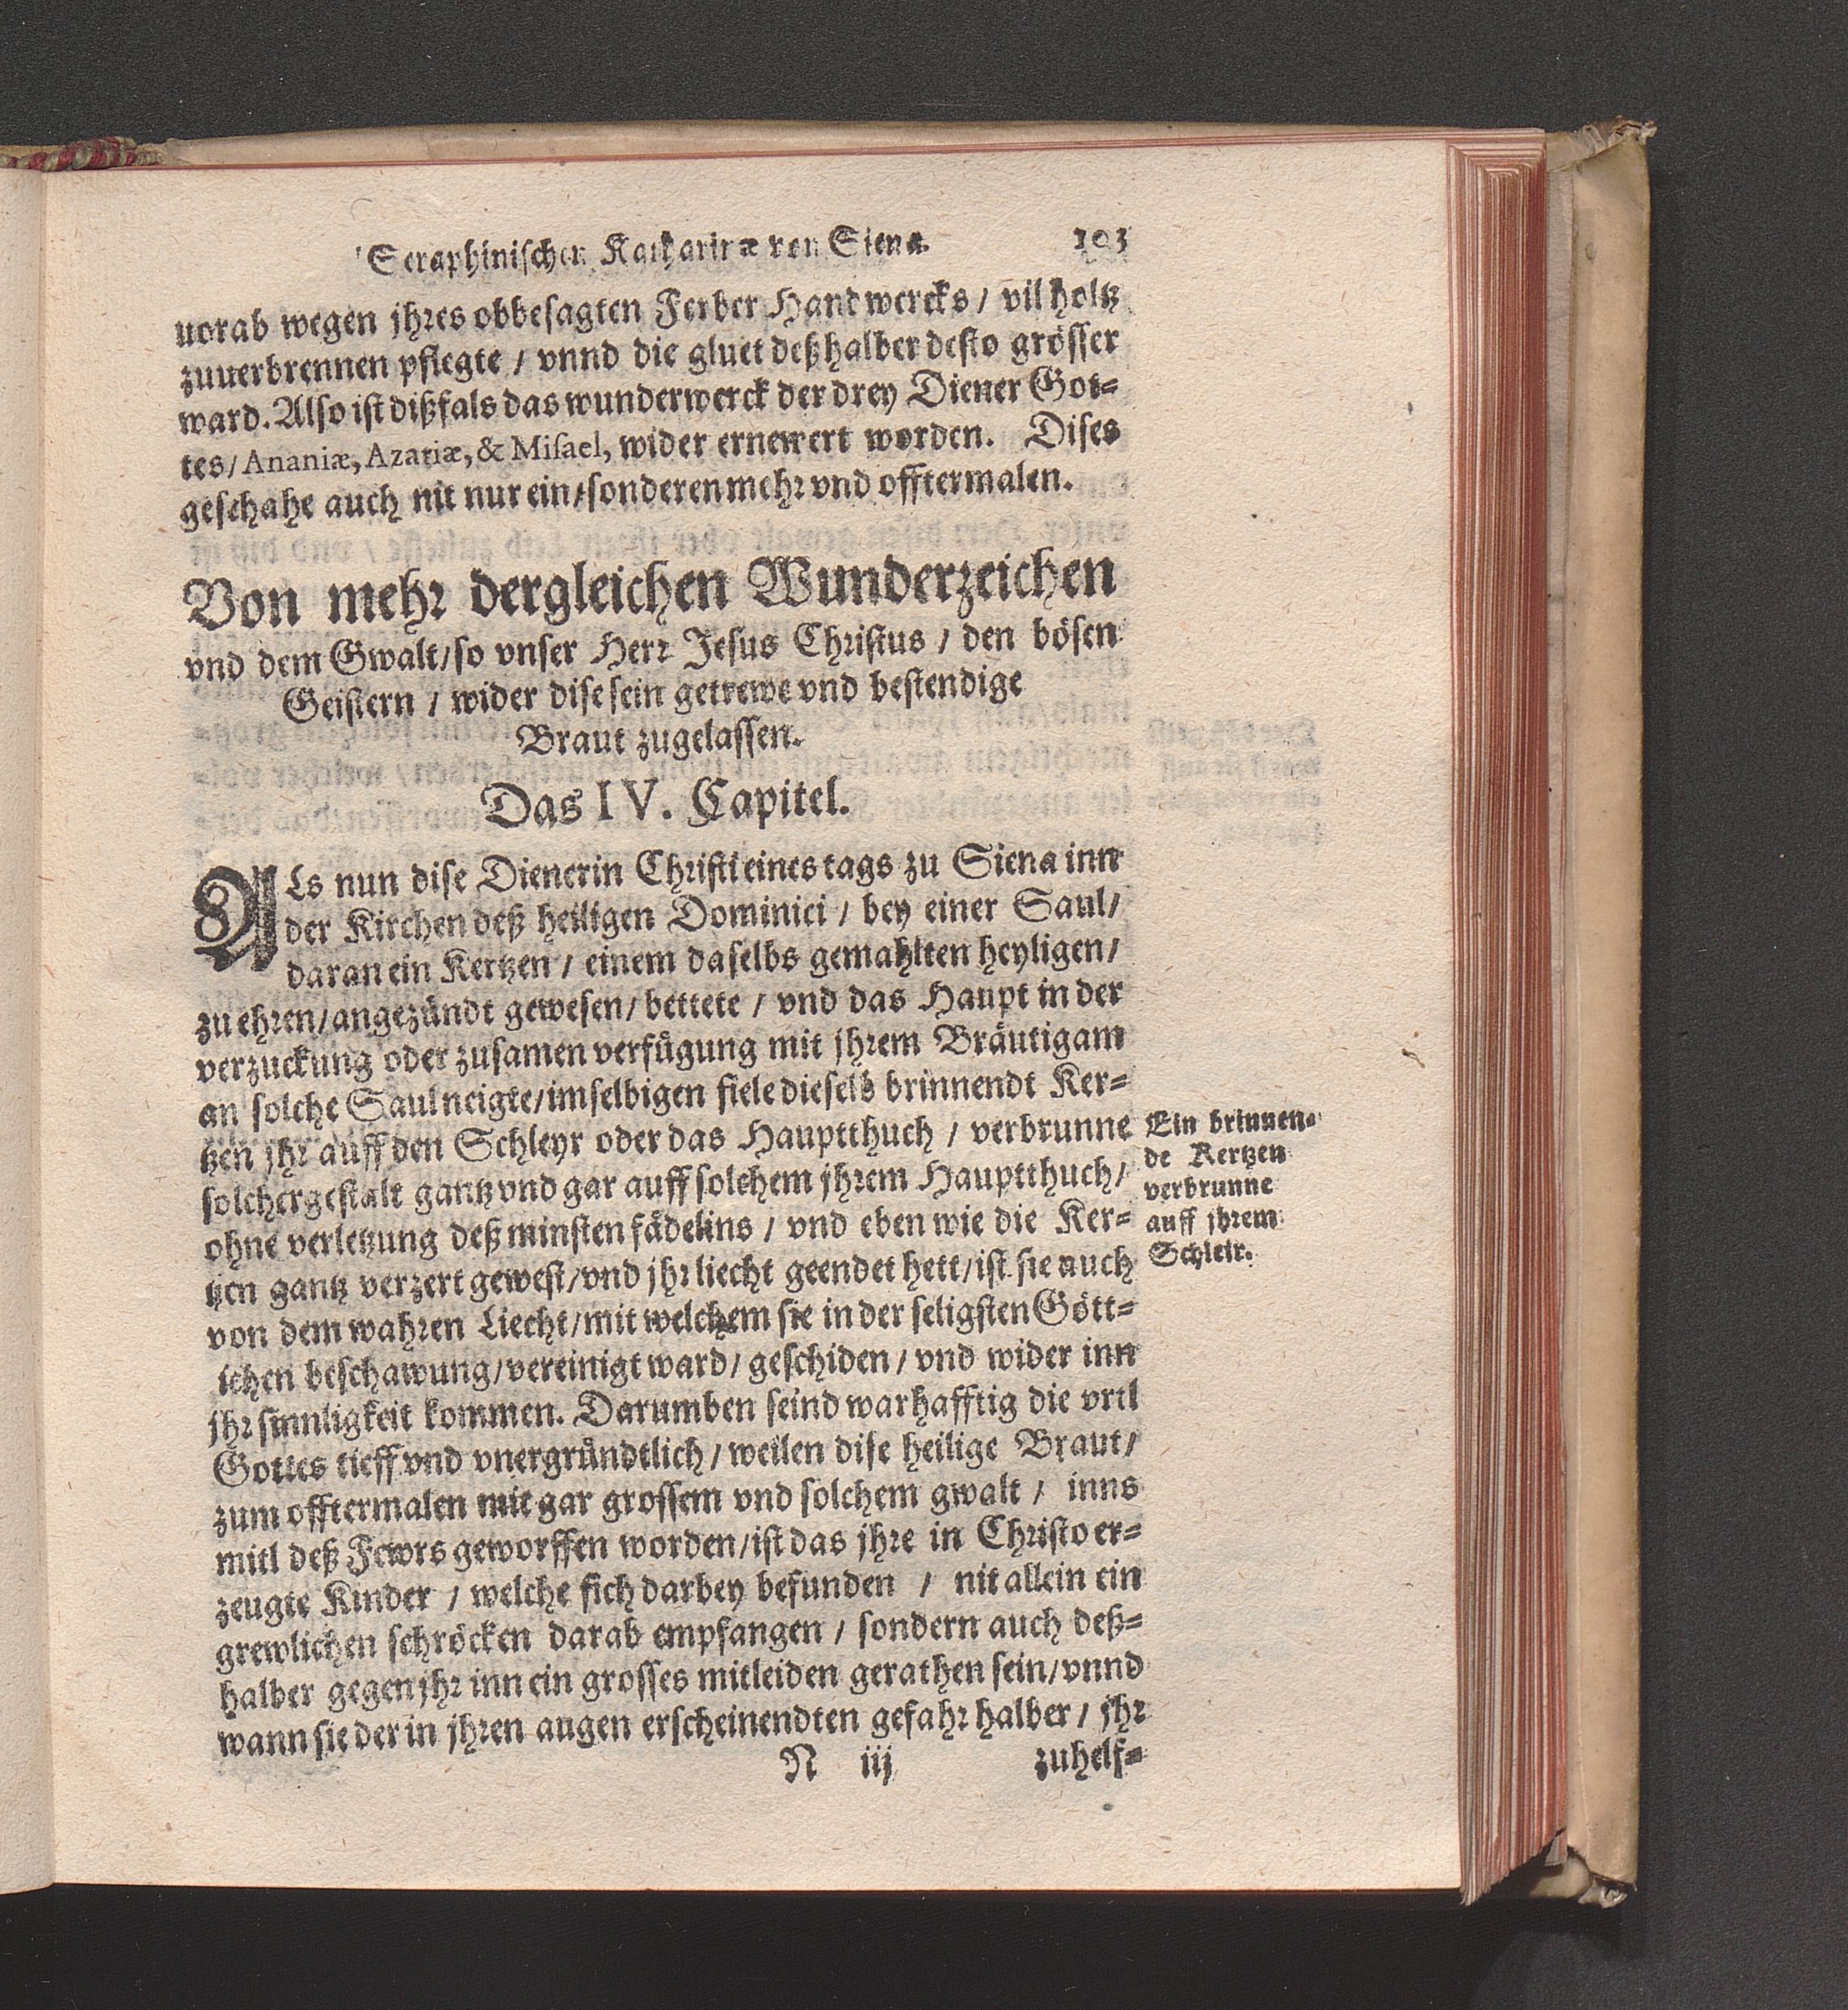 Seraphinischen Katharinæ von Siena. 103
uorab wegen jhres obbesagten Ferber Handwercks / vil holtz
zuuerbrennen pflegte / vnnd die gluet deßhalber desto grösser
ward. Also ist dißfals das wunderwerck der drey Diener Got-
tes / Ananiæ, Azariæ, & Misael, wider ernewert worden. Dises
geschahe auch nit nur ein / sonderen mehr vnd offtermalen.
Von mehr dergleichen Wunderzeichen
vnd dem Gwalt / so vnser Herr Jesus Christus / den bösen
Geistern / wider dise sein getrewe vnd bestendige
Braut zugelassen.
Das IV. Capitel.
ALs nun dise Dienerin Christi eines tags zu Siena inn
der Kirchen deß heiligen Dominici / bey einer Saul /
daran ein Kertzen / einem daselbs gemahlten heyligen /
zu ehren / angezündt gewesen / bettete / vnd das Haupt in der
verzuckung oder zusamen verfügung mit jhrem Bräutigam
an solche Saul neigte / im selbigen fiele dieselb brinnendt Ker-
tzen jhr auff den Schleyr oder das Hauptthuch / verbrunne
solchergestalt gantz vnd gar auff solchem jhrem Hauptthuch /
ohne verletzung deß minsten fädelins / vnd eben wie die Ker-
tzen gantz verzert gewest / vnd jhr liecht geendet hett / ist sie auch
von dem wahren Liecht / mit welchem sie in der seligsten Gött-
ichen beschawung / vereinigt ward / geschiden / vnd wider inn
jhr sinnligkeit kommen. Darumben seind warhafftig die vrtl
Gottes tieff vnd vnergründtlich / weilen dise heilige Braut /
zum offtermalen mit gar grossem vnd solchem gwalt / inns
mitl deß Fewrs geworffen worden / ist das jhre in Christo er-
zeugte Kinder / welche sich darbey befunden / nit allein ein
grewlichen schröcken darab empfangen / sondern auch deß-
halber gegen jhr inn ein grosses mitleiden gerathen sein / vnnd
wann sie der in jhren augen erscheinendten gefahr halber / jhr
N iij zuhelf-
Ein brinnen-
de Kertzen
verbrunne
auff jhrem
Schleir.